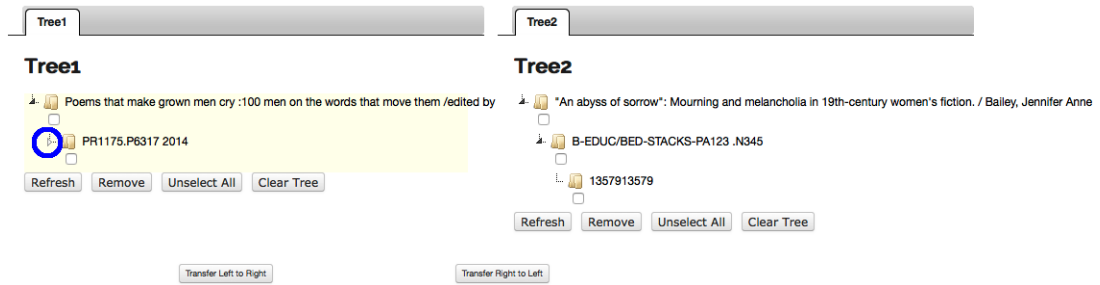 Tree1
Tree2
Tree1
Tree2
Poems that make grown men cry :100 men on the words that move them /edited by
"An abyss of sorrow": Mourning and melancholia in 19th-century women's fiction. / Bailey, Jennifer Anne
PR1175.P6317 2014
B-EDUC/BED-STACKS-PA123 .N345
1357913579
Refresh Remove Unselect All Clear Tree
Refresh Remove Unselect All Clear Tree
Transfer Left to Right
Transfer Right to Left